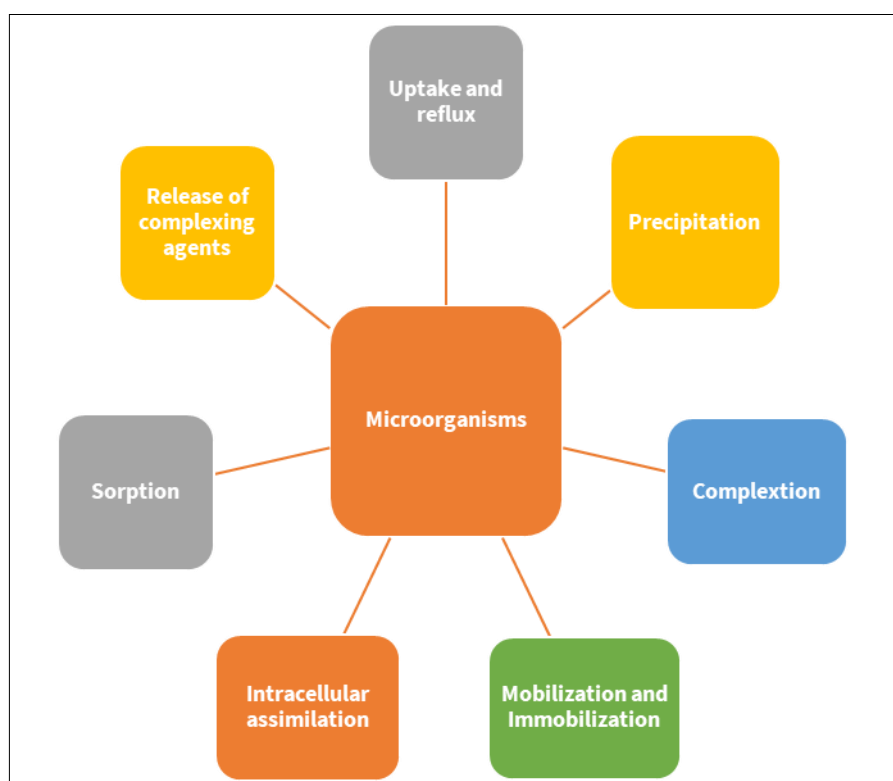 Uptake and
reflux
Release of
complexing
agents
Precipitation
Microorganisms
Sorption
Complextion
Intracellular
assimilation
Mobilization and
Immobilization